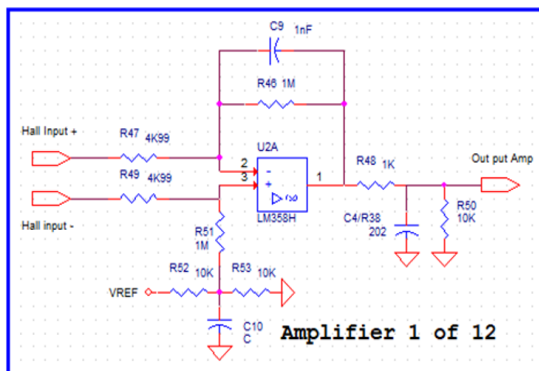 C9 1nF
R46 1M
Hall Input +
R47 4K99
U2A
R49 4K99
2 -
3 +
1
R48 1K
Out put Amp
Hall input -
LM358H
R51 1M
C4/R38 202
R50 10K
R52 10K
R53 10K
VREF
C10 C
Amplifier 1 of 12